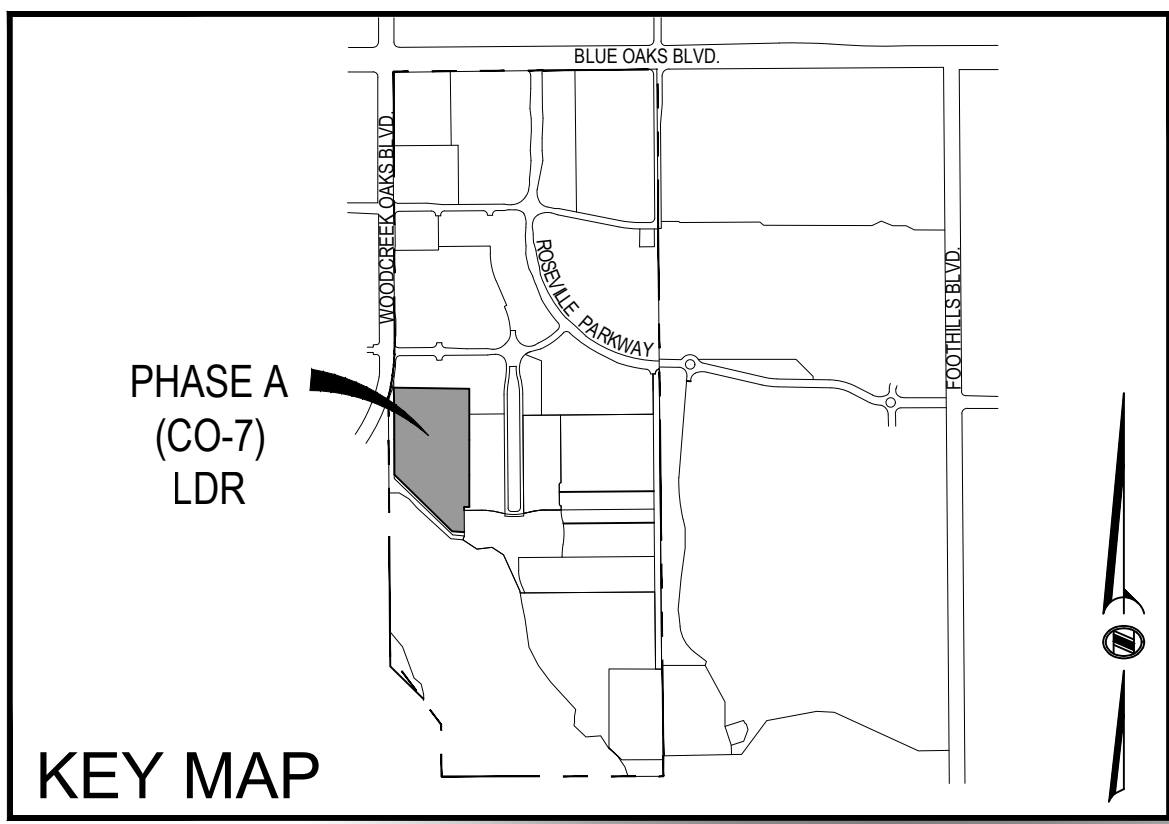 BLUE OAKS BLVD.
WOODCREEK OAKS BLVD.
ROSEVILLE PARKWAY
FOOTHILLS BLVD.
PHASE A
(CO-7)
LDR
KEY MAP